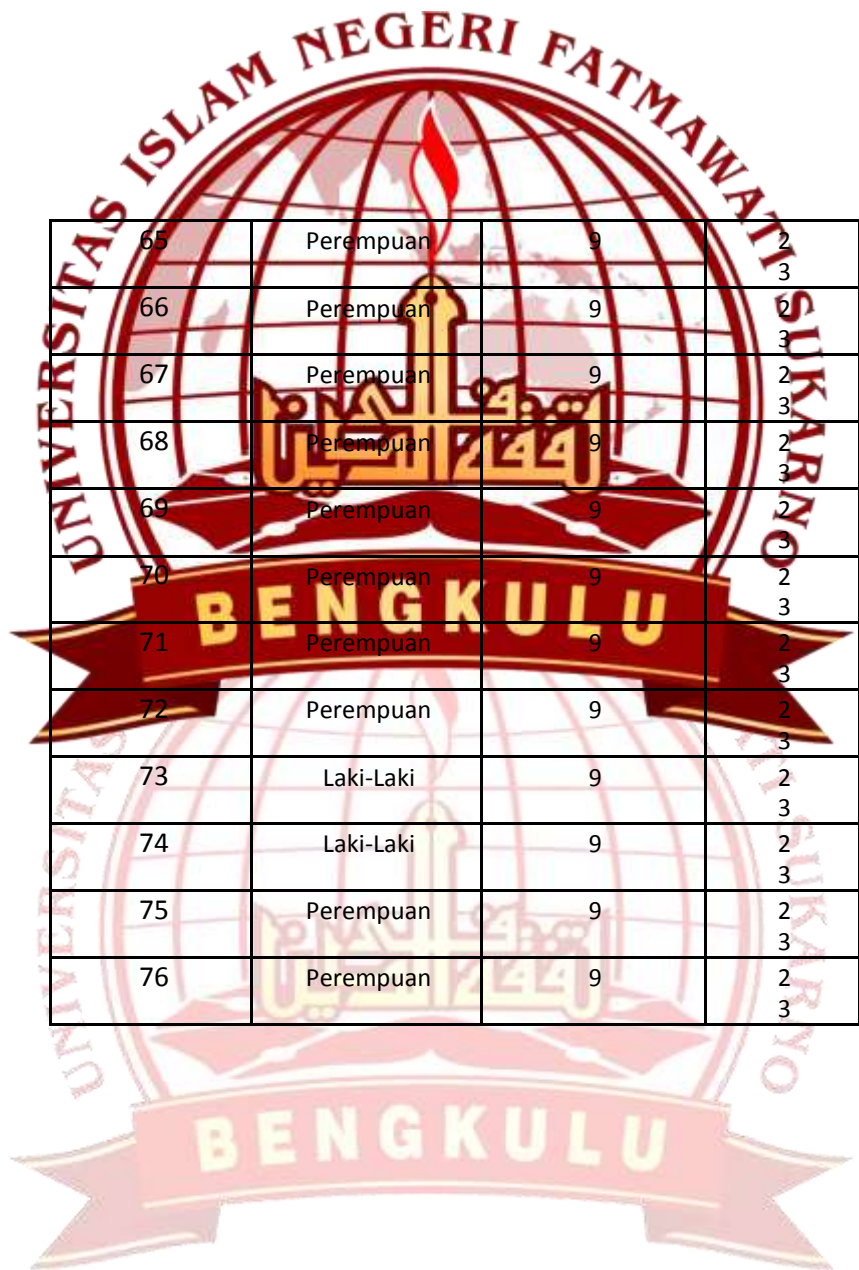 UNIVERSITAS ISLAM NEGERI FATMAWATI SUKARNO
65 Perempuan 9 2
3
66 Perempuan 9 2
3
67 Perempuan 9 2
3
68 Perempuan 9 2
3
69 Perempuan 9 2
3
70 Perempuan 9 2
3
BENGKULU
71 Perempuan 9 2
3
72 Perempuan 9 2
3
73 Laki-Laki 9 2
3
74 Laki-Laki 9 2
3
75 Perempuan 9 2
3
76 Perempuan 9 2
3
BENGKULU